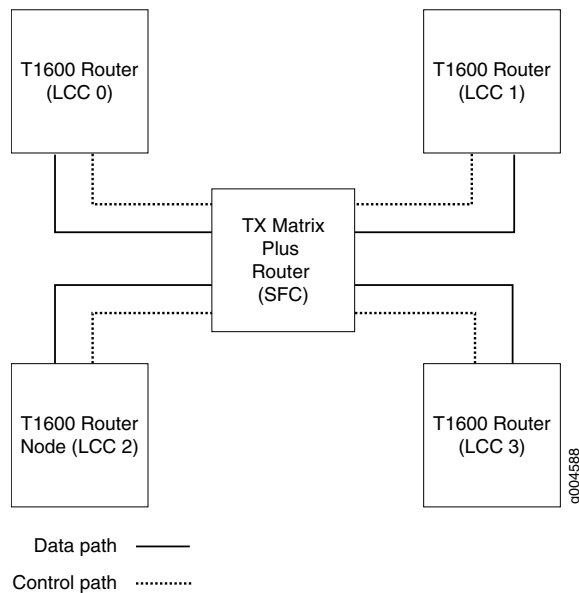 T1600 Router
(LCC 0)
T1600 Router
(LCC 1)
TX Matrix
Plus
Router
(SFC)
T1600 Router
Node (LCC 2)
T1600 Router
(LCC 3)
g004588
Data path
Control path